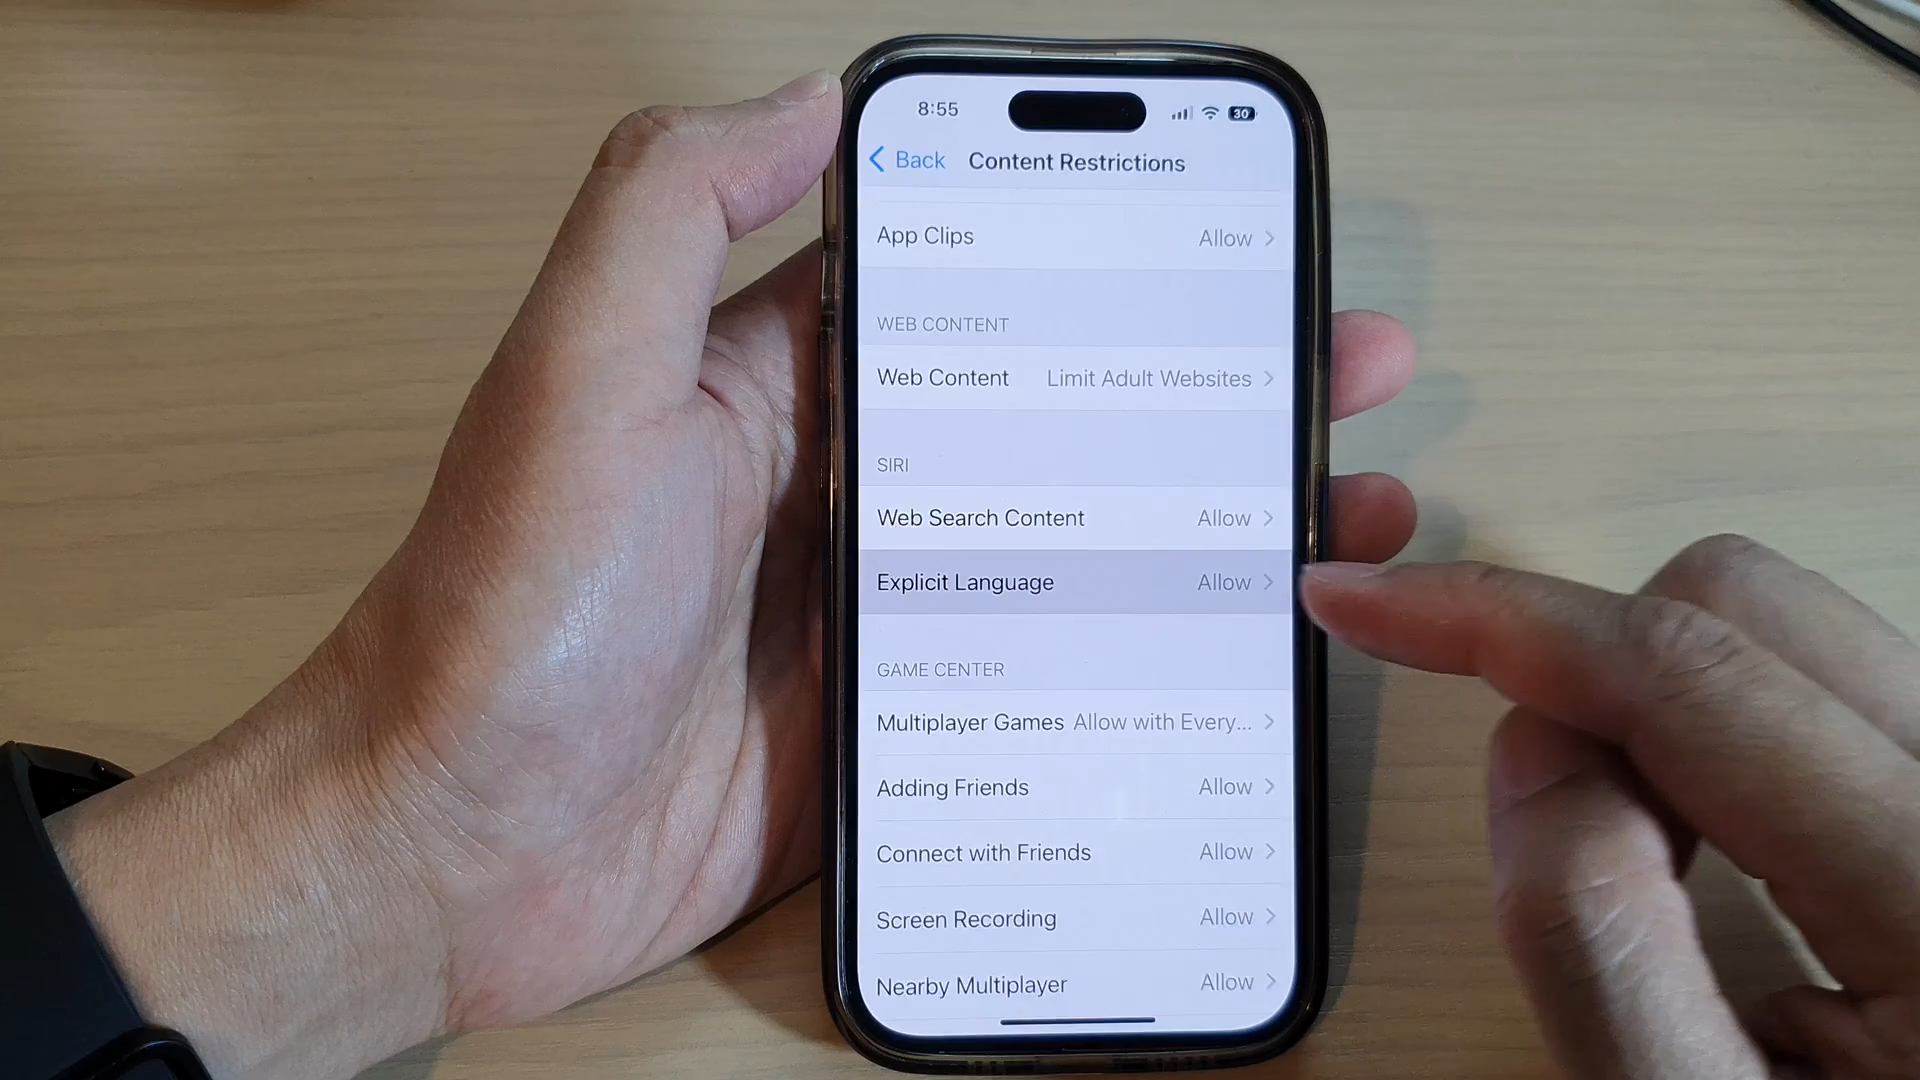 8:55
30
Back Content Restrictions
App Clips Allow
WEB CONTENT
Web Content Limit Adult Websites
SIRI
Web Search Content Allow
Explicit Language Allow
GAME CENTER
Multiplayer Games Allow with Every...
Adding Friends Allow
Connect with Friends Allow
Screen Recording Allow
Nearby Multiplayer Allow